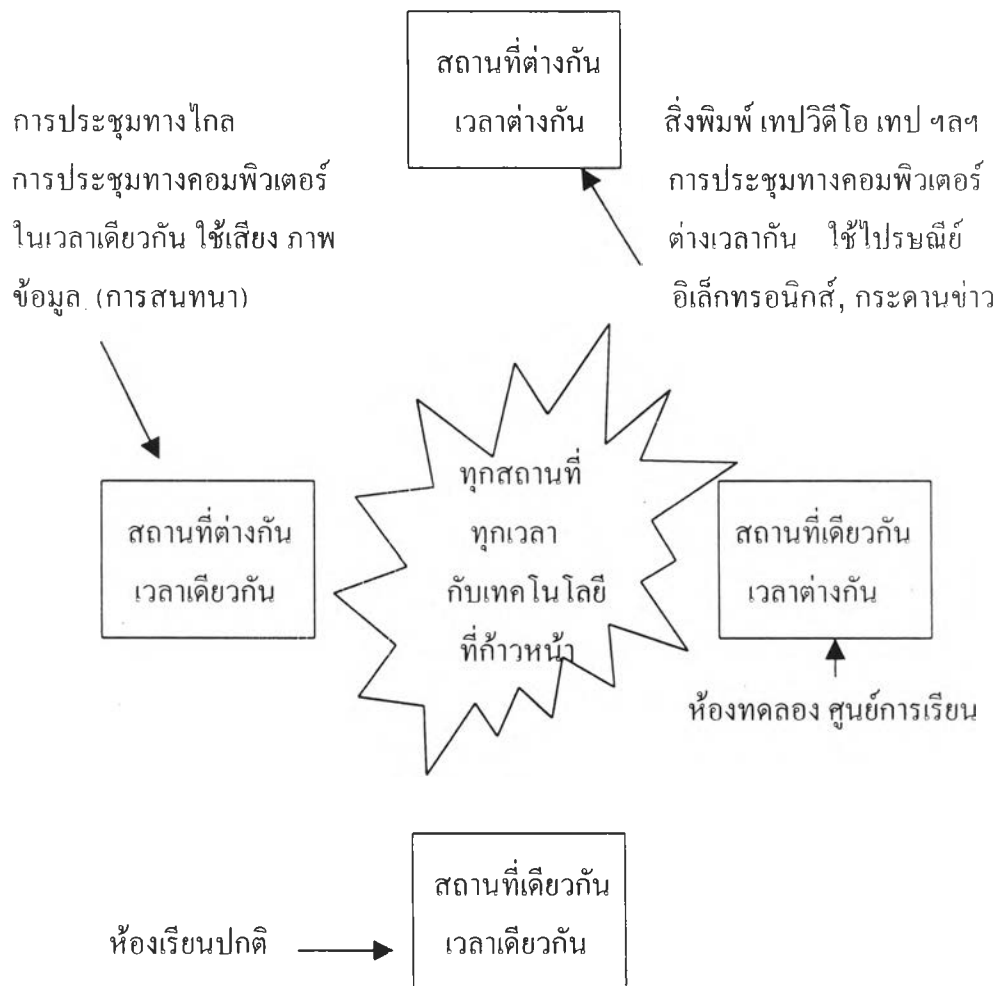 สถานที่ต่างกัน
เวลาต่างกัน
การประชุมทางไกล
การประชุมทางคอมพิวเตอร์
ในเวลาเดียวกัน ใช้เสียง ภาพ
ข้อมูล (การสนทนา)
สิ่งพิมพ์ เทปวิดีโอ เทป ฯลฯ
การประชุมทางคอมพิวเตอร์
ต่างเวลากัน ใช้ไปรษณีย์
อิเล็กทรอนิกส์, กระดานข่าว
สถานที่ต่างกัน
เวลาเดียวกัน
ทุกสถานที่
ทุกเวลา
กับเทคโนโลยี
ที่ก้าวหน้า
สถานที่เดียวกัน
เวลาต่างกัน
ห้องทดลอง ศูนย์การเรียน
สถานที่เดียวกัน
เวลาเดียวกัน
ห้องเรียนปกติ